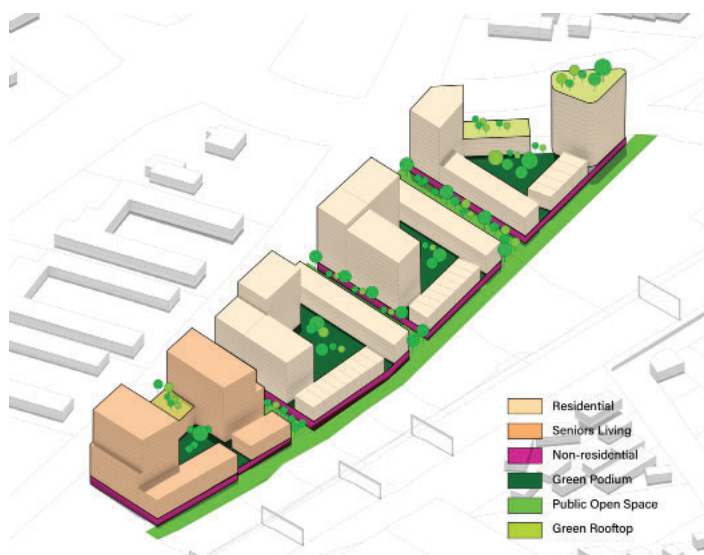 Residential
Seniors Living
Non-residential
Green Podium
Public Open Space
Green Rooftop